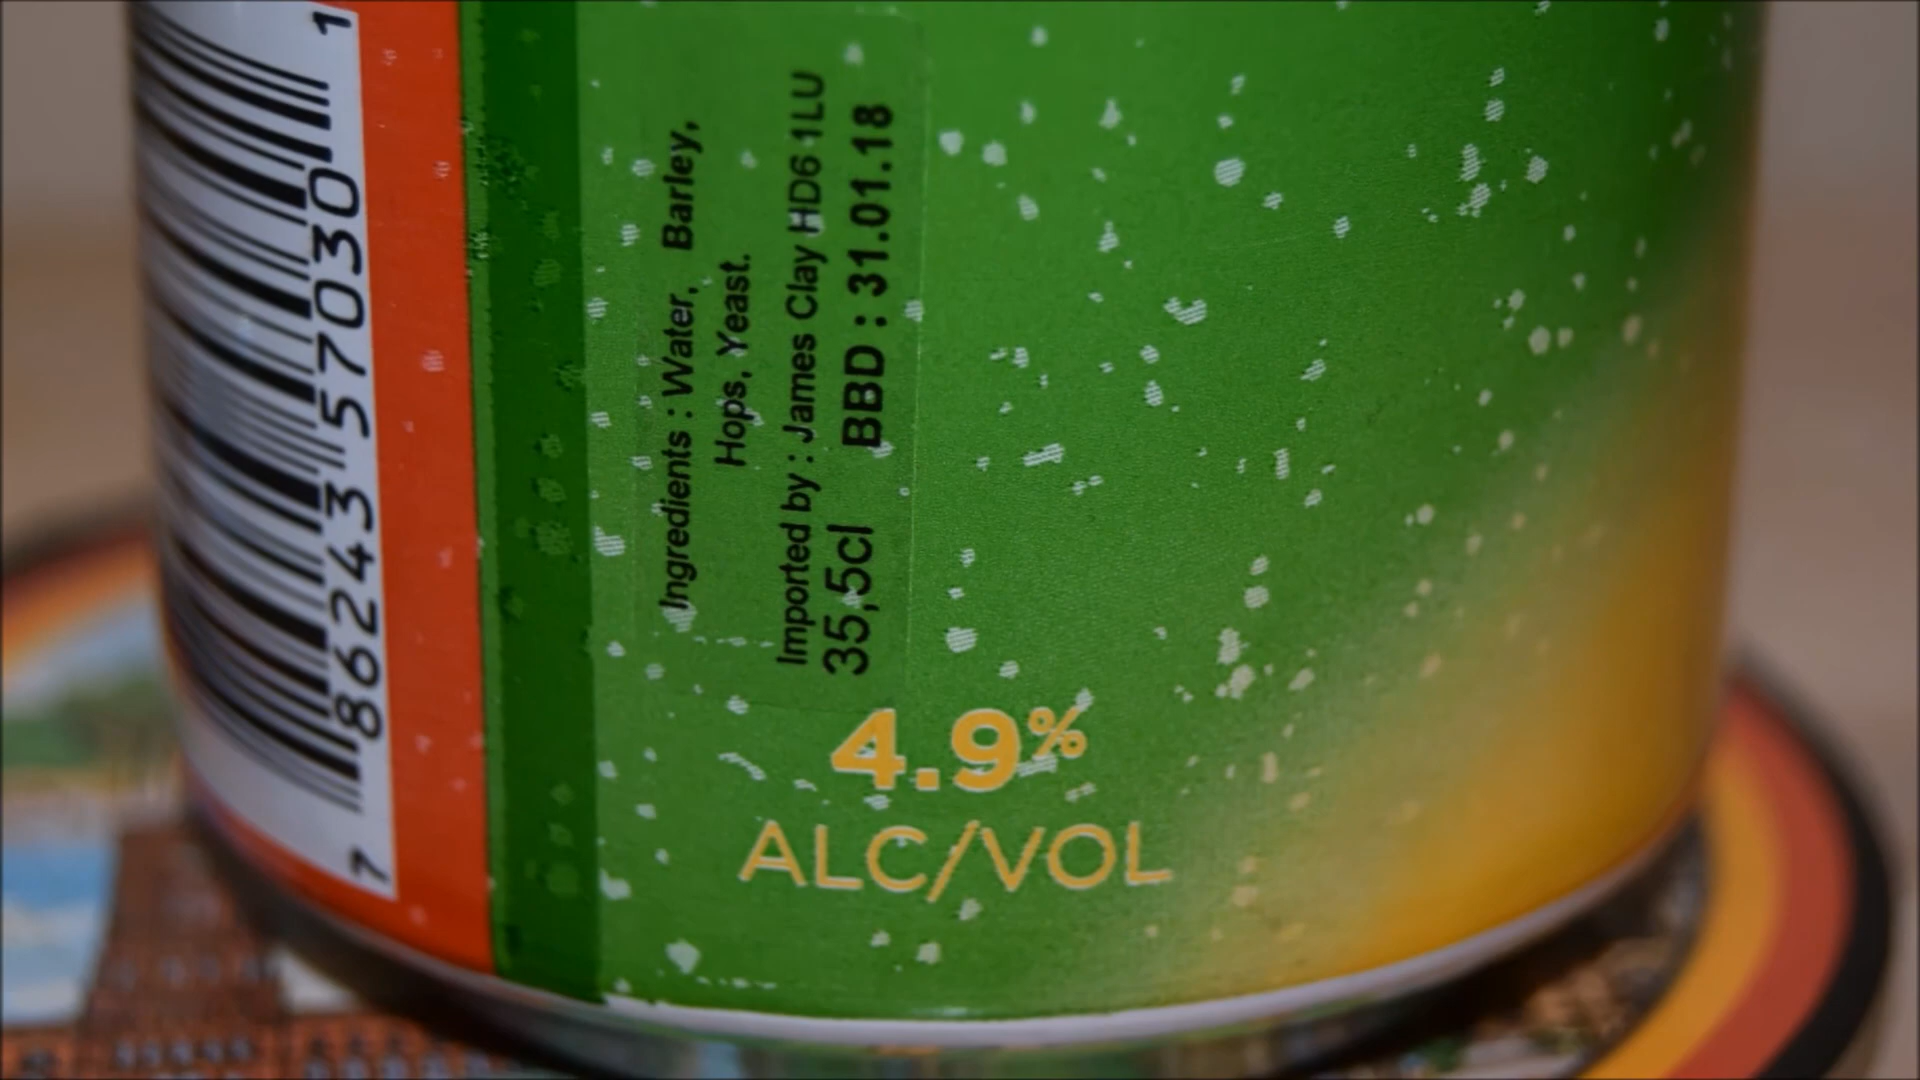 7 86243 57030 1
Ingredients : Water, Barley,
Hops, Yeast.
Imported by : James Clay HD6 1LU
35,5cl BBD : 31.01.18
4.9%
ALC/VOL